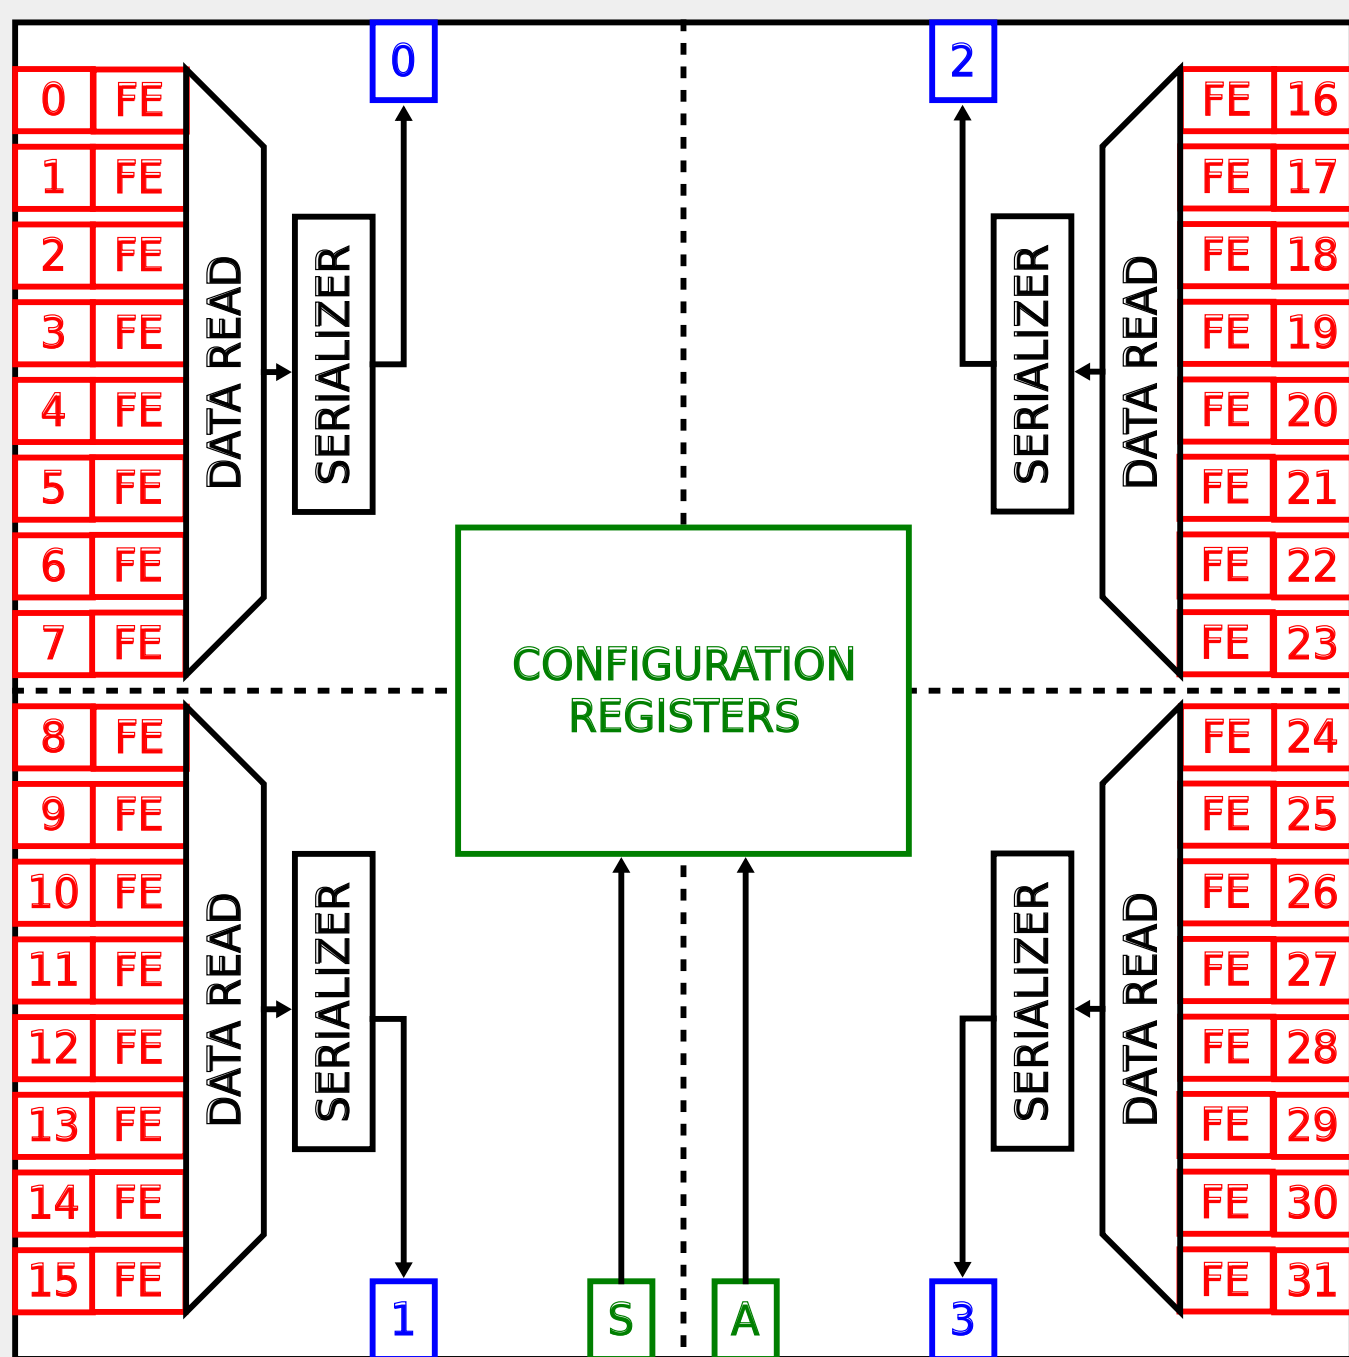 0 2
0 FE FE 16
1 FE FE 17
2 FE FE 18
3 FE FE 19
4 FE FE 20
5 FE FE 21
6 FE FE 22
7 FE FE 23
DATA READ
SERIALIZER
SERIALIZER
DATA READ
CONFIGURATION
REGISTERS
8 FE FE 24
9 FE FE 25
10 FE FE 26
11 FE FE 27
12 FE FE 28
13 FE FE 29
14 FE FE 30
15 FE FE 31
DATA READ
SERIALIZER
SERIALIZER
DATA READ
1 S A 3